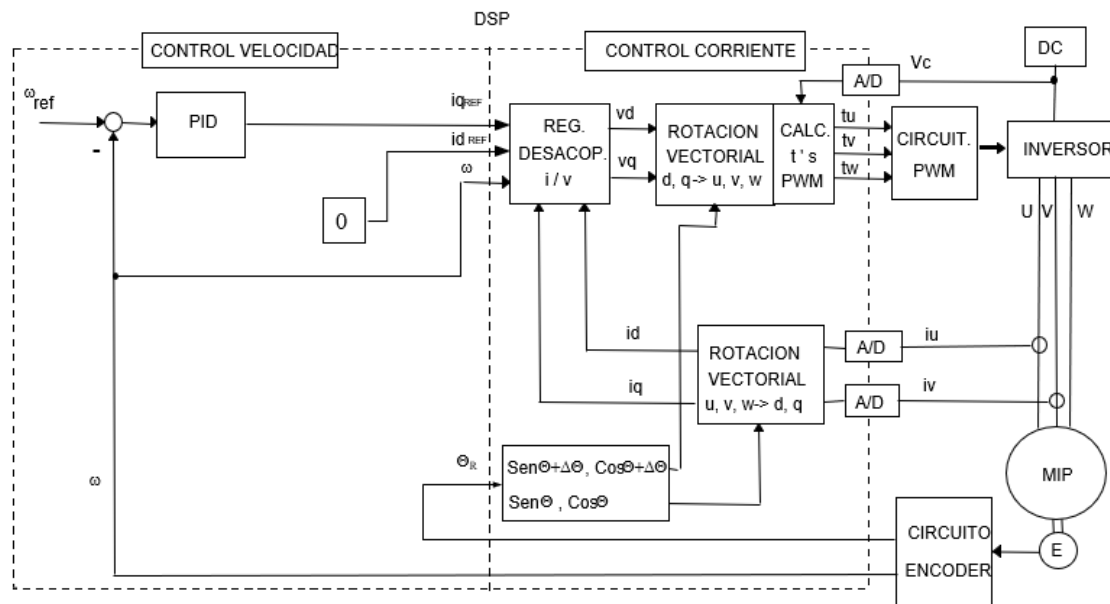 DSP
CONTROL VELOCIDAD
CONTROL CORRIENTE
DC
Vc
A/D
ωref
-
PID
iqREF
idREF
ω
0
REG.
DESACOP.
i / v
vd
vq
ROTACION
VECTORIAL
d, q-> u, v, w
CALC.
t ' s
PWM
tu
tv
tw
CIRCUIT.
PWM
INVERSOR
U V W
id
iq
ROTACION
VECTORIAL
u, v, w-> d, q
A/D
iu
A/D
iv
MIP
ΘR
SenΘ+ΔΘ, CosΘ+ΔΘ
SenΘ , CosΘ
ω
CIRCUITO
ENCODER
E